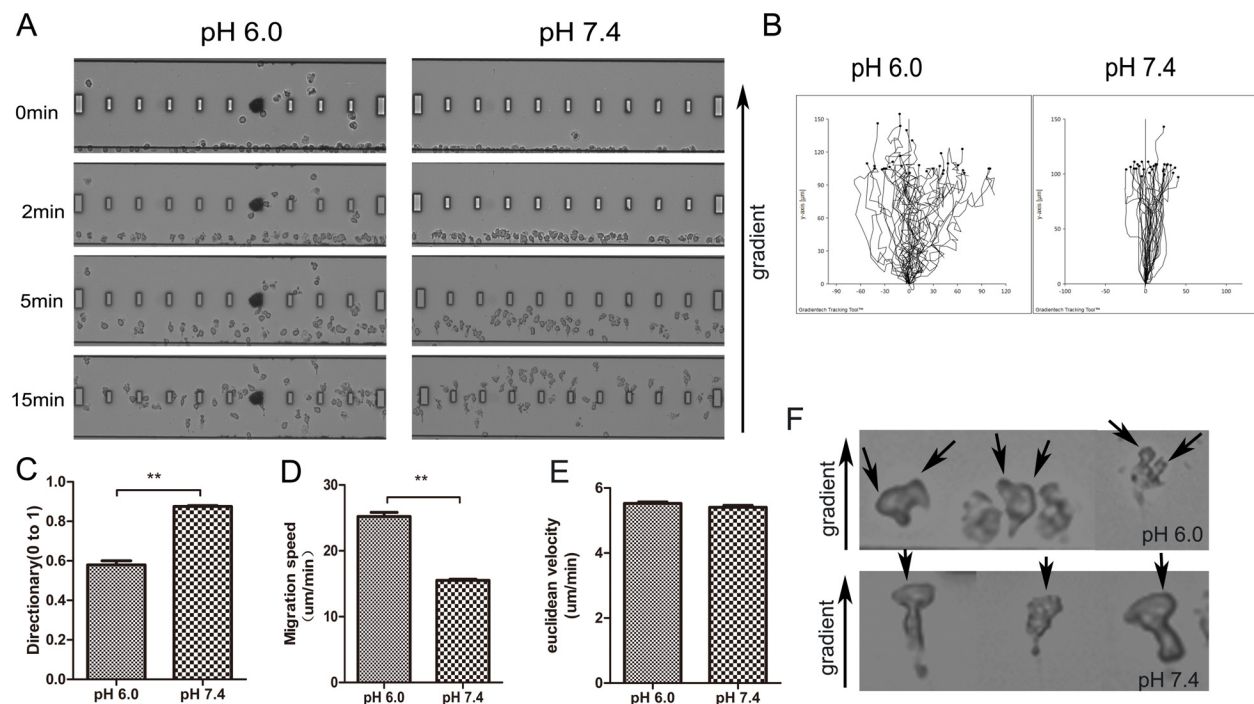 A
pH 6.0
pH 7.4
0min
2min
5min
15min
gradient
B
pH 6.0
pH 7.4
y-axis [µm]
150
120
90
60
30
0
-90
-60
-30
0
30
60
90
120
Gradientech Tracking Tool™
y-axis [µm]
150
100
50
0
-100
-50
0
50
100
Gradientech Tracking Tool™
C
Directionary(0 to 1)
1.0
0.8
0.6
0.4
0.2
0.0
**
pH 6.0
pH 7.4
D
Migration speed
(um/min)
30
20
10
0
**
pH 6.0
pH 7.4
E
euclidean velocity
(um/min)
6
4
2
0
pH 6.0
pH 7.4
F
gradient
pH 6.0
gradient
pH 7.4